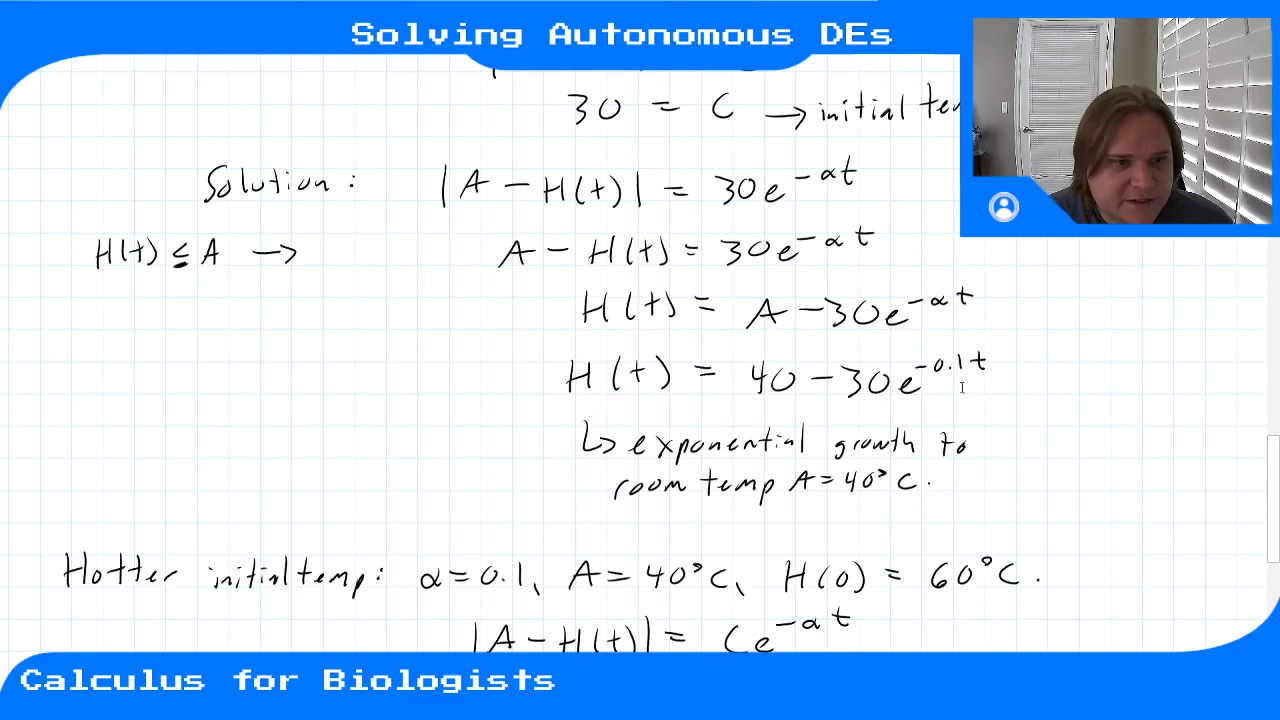 Solving Autonomous DEs
30 = C → initial
Solution: |A − H(t)| = 30e^{−αt}
H(t) ≤ A → A − H(t) = 30e^{−αt}
H(t) = A − 30e^{−αt}
H(t) = 40 − 30e^{−0.1t}
↳ exponential growth to
room temp A = 40°C.
Hotter initial temp: α = 0.1, A = 40°C, H(0) = 60°C.
|A − H(t)| = Ce^{−αt}
Calculus for Biologists